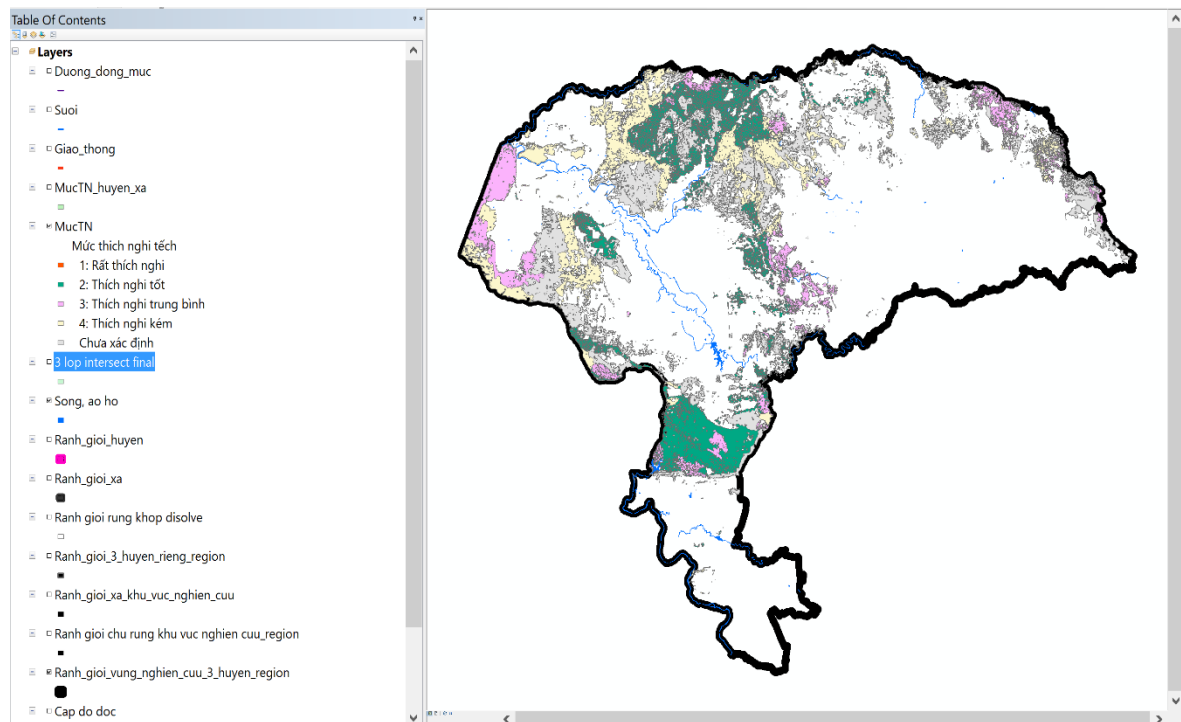 Table Of Contents
Layers
Duong_dong_muc
Suoi
Giao_thong
MucTN_huyen_xa
MucTN
Mức thich nghi tếch
1: Rất thích nghi
2: Thích nghi tốt
3: Thích nghi trung bình
4: Thích nghi kém
Chưa xác định
3 lop intersect final
Song, ao ho
Ranh_gioi_huyen
Ranh_gioi_xa
Ranh gioi rung khop disolve
Ranh_gioi_3_huyen_rieng_region
Ranh_gioi_xa_khu_vuc_nghien_cuu
Ranh gioi chu rung khu vuc nghien cuu_region
Ranh_gioi_vung_nghien_cuu_3_huyen_region
Cap do doc